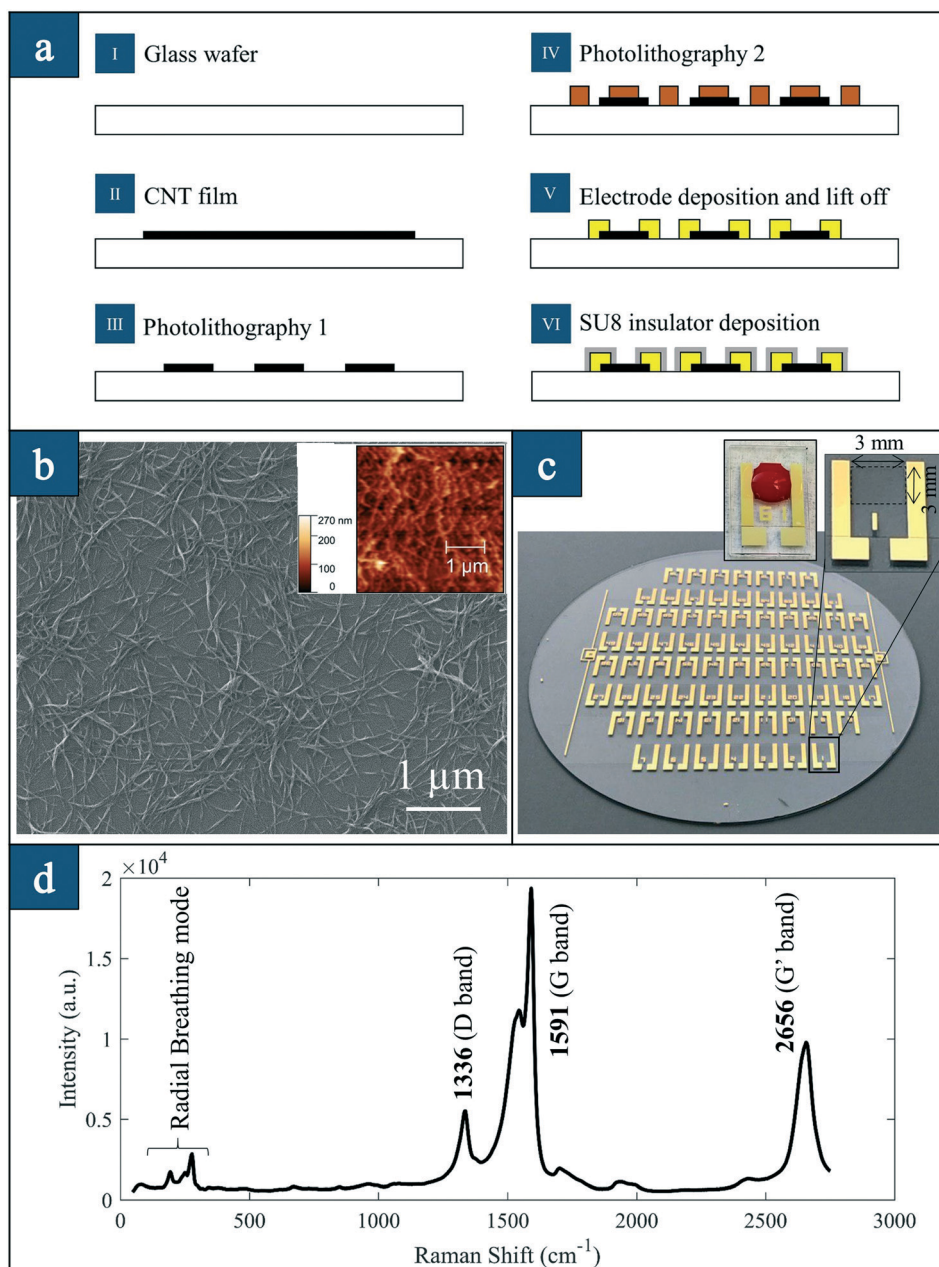 a
I Glass wafer
II CNT film
III Photolithography 1
IV Photolithography 2
V Electrode deposition and lift off
VI SU8 insulator deposition
b
270 nm
200
100
0
1 μm
1 μm
c
3 mm
3 mm
d
×10⁴
2
1.5
1
0.5
0
Intensity (a.u.)
Radial Breathing mode
1336 (D band)
1591 (G band)
2656 (G' band)
0 500 1000 1500 2000 2500 3000
Raman Shift (cm⁻¹)